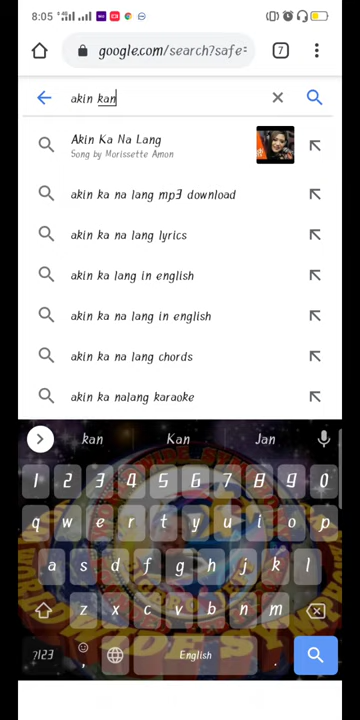 8:05
google.com/search?safe=
7
akin kan
Akin Ka Na Lang
Song by Morissette Amon
akin ka na lang mp3 download
akin ka na lang lyrics
akin ka lang in english
akin ka na lang in english
akin ka na lang chords
akin ka nalang karaoke
kan Kan Jan
1 2 3 4 5 6 7 8 9 0
q w e r t y u i o p
a s d f g h j k l
z x c v b n m
?123 , English .